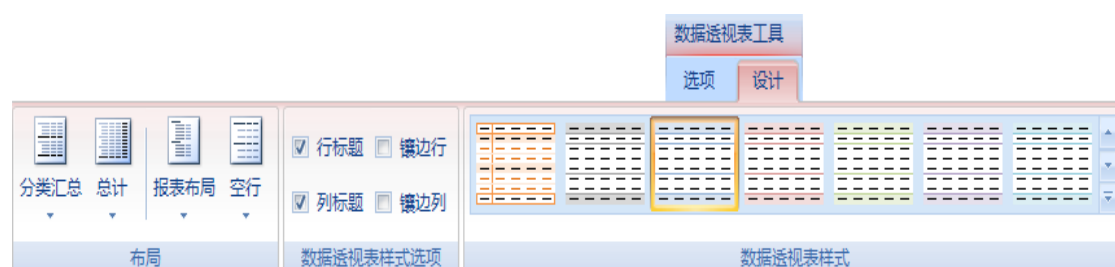 数据透视表工具
选项 设计
分类汇总 总计 报表布局 空行
行标题 镶边行
列标题 镶边列
布局 数据透视表样式选项 数据透视表样式